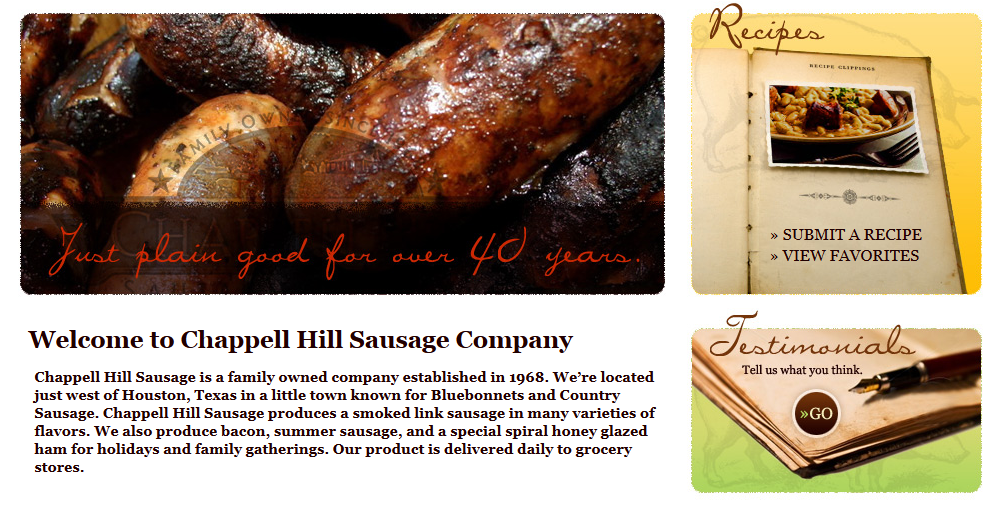 FAMILY OWN
Just plain good for over 40 years.
Recipes
RECIPE CLIPPINGS
» SUBMIT A RECIPE
» VIEW FAVORITES
Welcome to Chappell Hill Sausage Company
Chappell Hill Sausage is a family owned company established in 1968. We're located
just west of Houston, Texas in a little town known for Bluebonnets and Country
Sausage. Chappell Hill Sausage produces a smoked link sausage in many varieties of
flavors. We also produce bacon, summer sausage, and a special spiral honey glazed
ham for holidays and family gatherings. Our product is delivered daily to grocery
stores.
Testimonials
Tell us what you think.
»GO